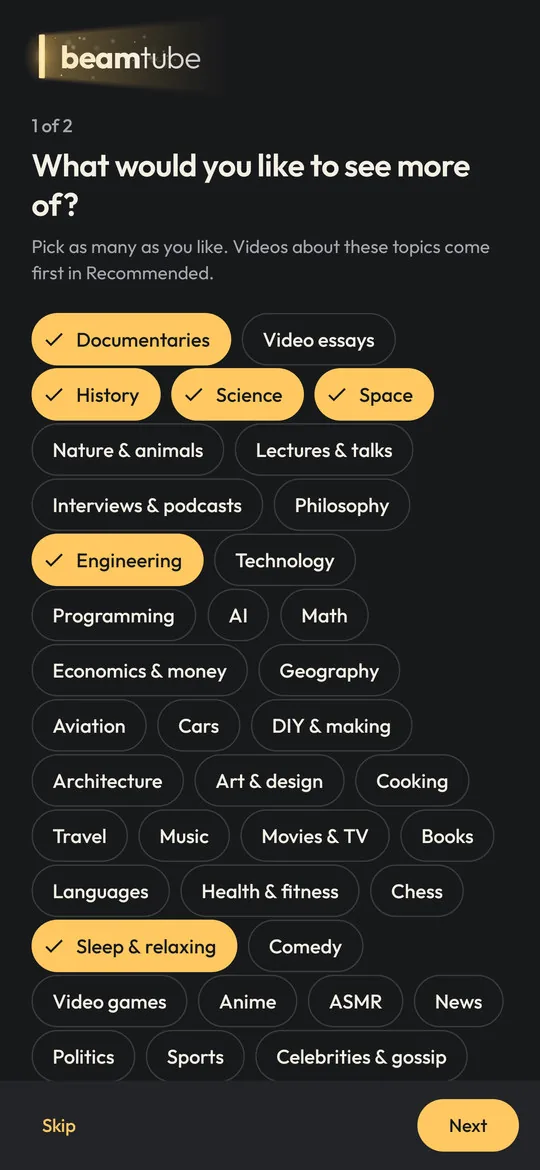 beamtube
1 of 2
What would you like to see more
of?
Pick as many as you like. Videos about these topics come
first in Recommended.
Documentaries Video essays
History Science Space
Nature & animals Lectures & talks
Interviews & podcasts Philosophy
Engineering Technology
Programming AI Math
Economics & money Geography
Aviation Cars DIY & making
Architecture Art & design Cooking
Travel Music Movies & TV Books
Languages Health & fitness Chess
Sleep & relaxing Comedy
Video games Anime ASMR News
Politics Sports Celebrities & gossip
Skip Next